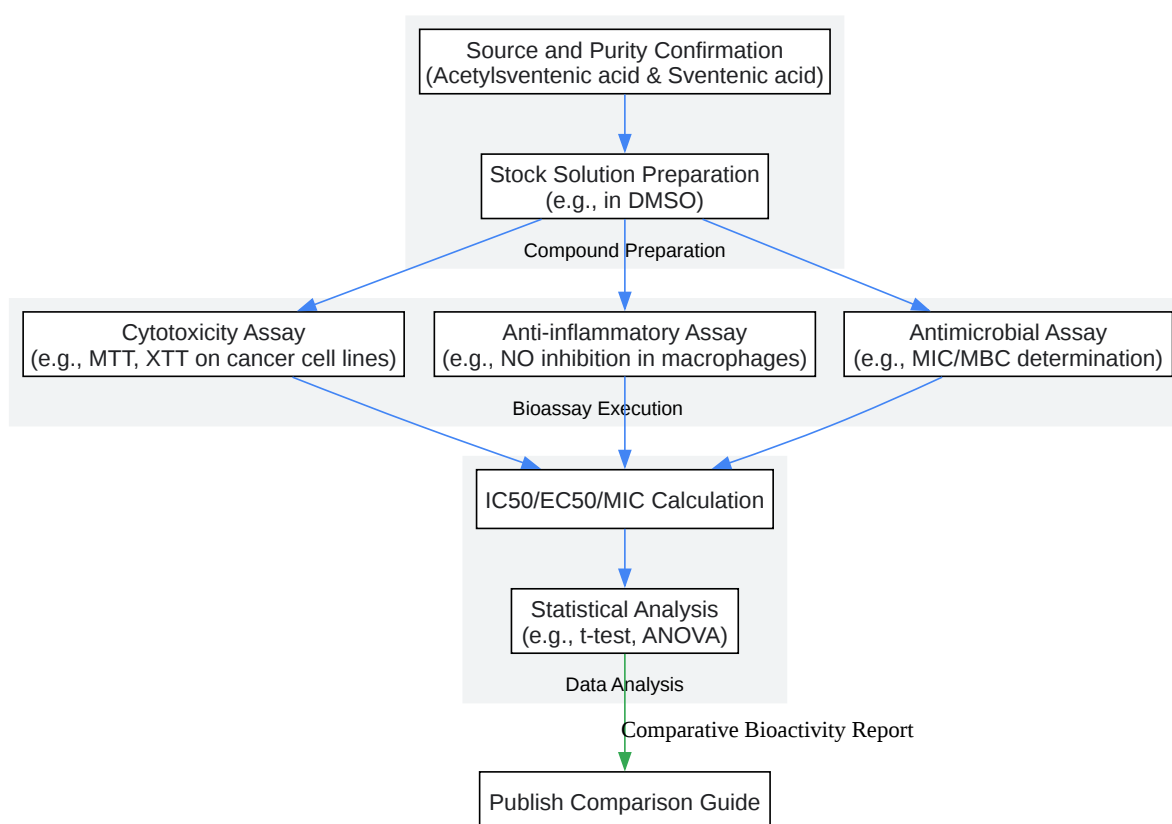 Source and Purity Confirmation
(Acetylsventenic acid & Sventenic acid)
Stock Solution Preparation
(e.g., in DMSO)
Compound Preparation
Cytotoxicity Assay
(e.g., MTT, XTT on cancer cell lines)
Anti-inflammatory Assay
(e.g., NO inhibition in macrophages)
Antimicrobial Assay
(e.g., MIC/MBC determination)
Bioassay Execution
IC50/EC50/MIC Calculation
Statistical Analysis
(e.g., t-test, ANOVA)
Data Analysis
Comparative Bioactivity Report
Publish Comparison Guide